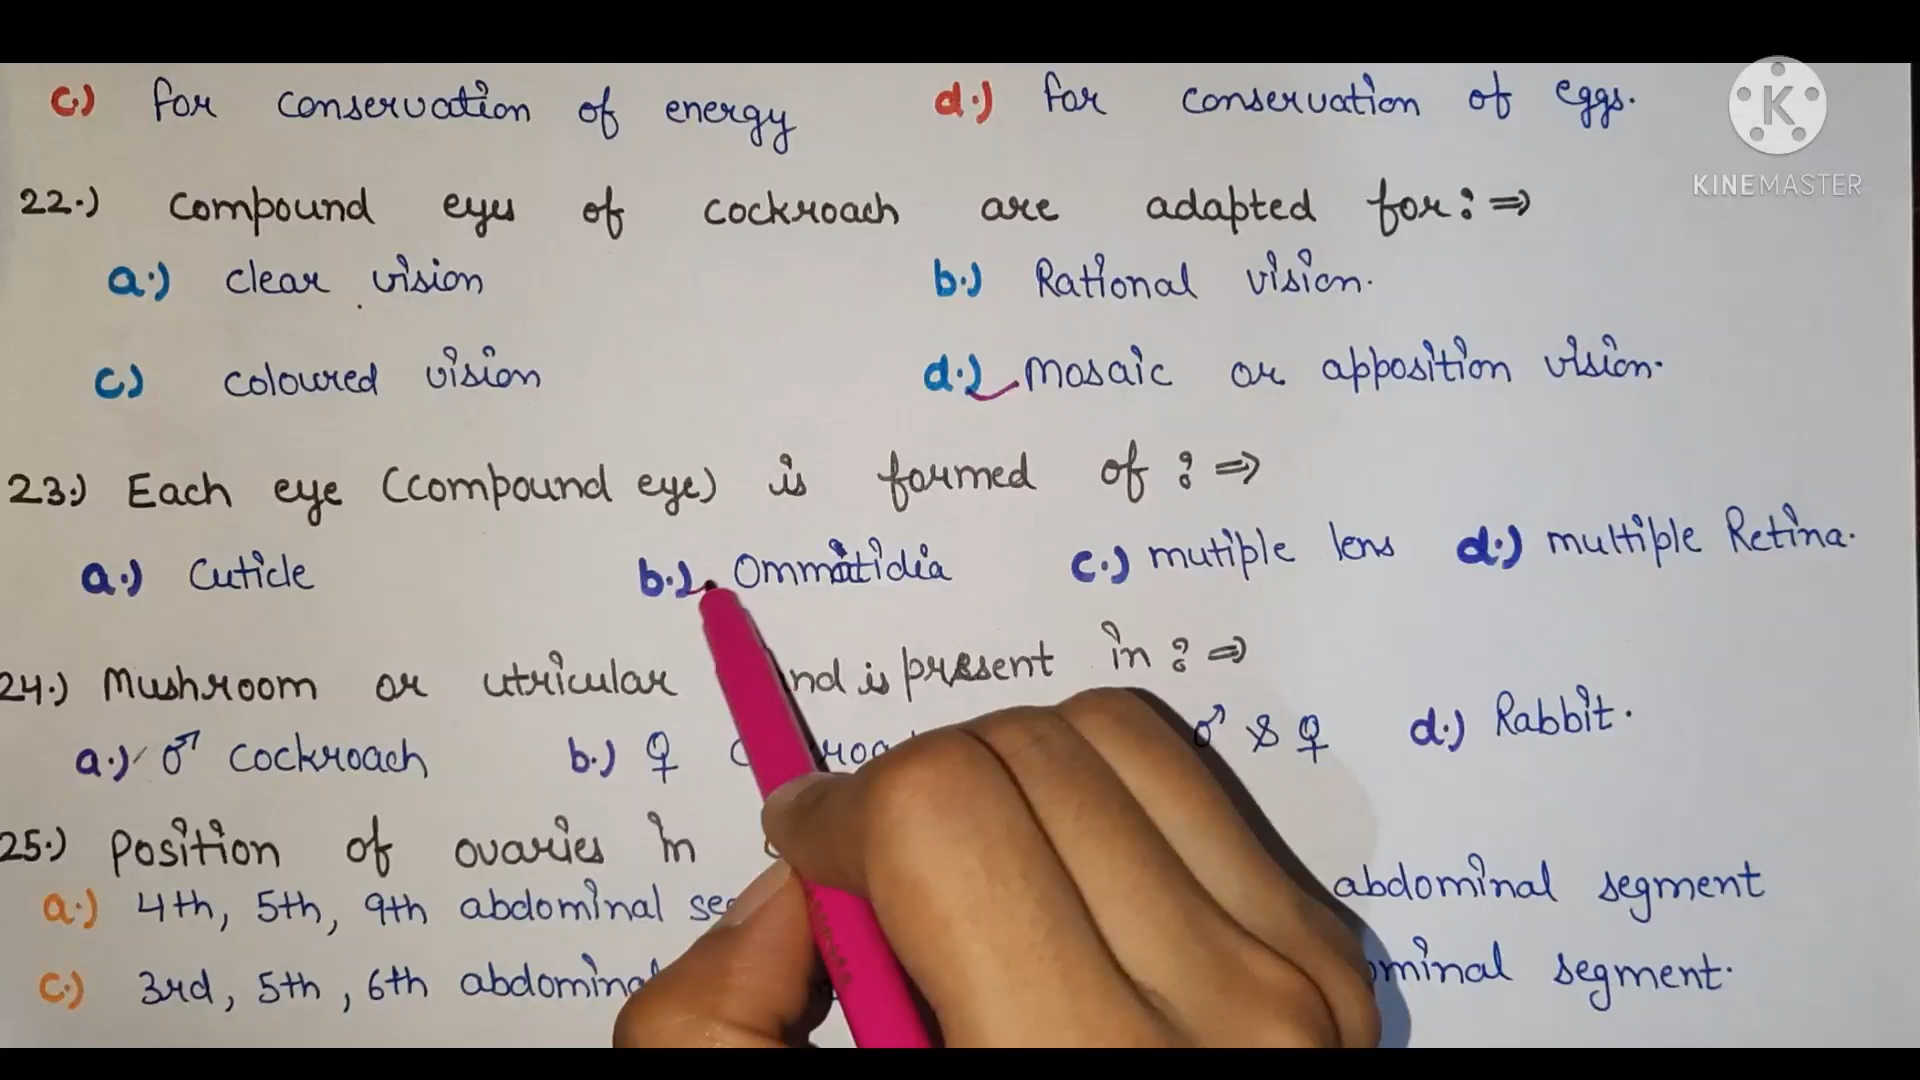 c.) for conservation of energy d.) for conservation of eggs.
KINEMASTER
22.) Compound eyes of cockroach are adapted for:⇒
a.) clear vision b.) Rational vision.
c.) coloured vision d.) mosaic or apposition vision.
23.) Each eye (compound eye) is formed of ?⇒
a.) Cuticle b.) Ommatidia c.) mutiple lens d.) multiple Retina.
24.) Mushroom or utricular is present in ?⇒
a.) ♂ cockroach b.) ♀ ♂ & ♀ d.) Rabbit.
25.) Position of ovaries in
a.) 4th, 5th, 9th abdominal abdominal segment
c.) 3rd, 5th, 6th segment.